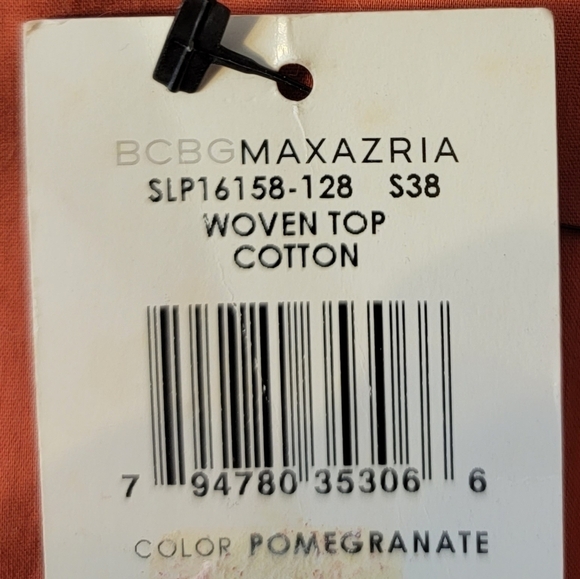 BCBGMAXAZRIA
SLP16158-128 S38
WOVEN TOP
COTTON
7 94780 35306 6
COLOR POMEGRANATE